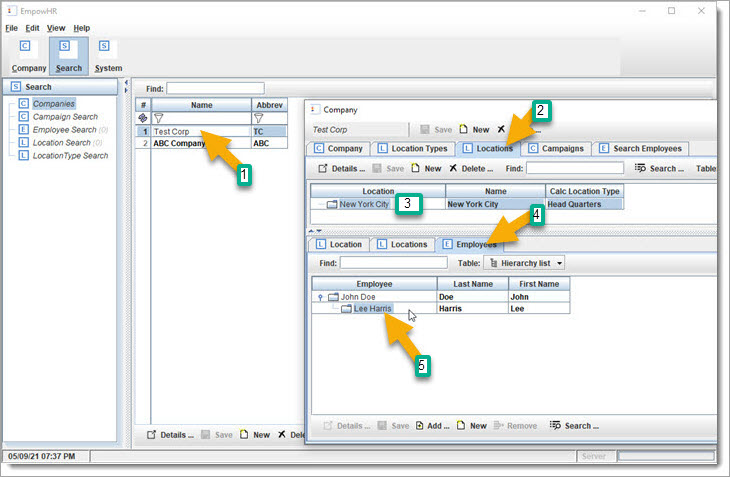 EmpowHR
File Edit View Help
C S S
Company Search System
S Search
C Companies
C Campaign Search
E Employee Search (0)
L Location Search (0)
L LocationType Search
Find:
# Name Abbrev
1 Test Corp TC
2 ABC Company ABC
1
Details ... Save New
Company
2
Test Corp Save New ...
C Company L Location Types L Locations C Campaigns E Search Employees
Details ... Save New Delete ... Find: Search ... Table
Location Name Calc Location Type
New York City 3 New York City Head Quarters
4
L Location L Locations E Employees
Find: Table: Hierarchy list
Employee Last Name First Name
John Doe Doe John
Lee Harris Harris Lee
5
Details ... Save Add ... New Remove Search ...
05/09/21 07:37 PM Server